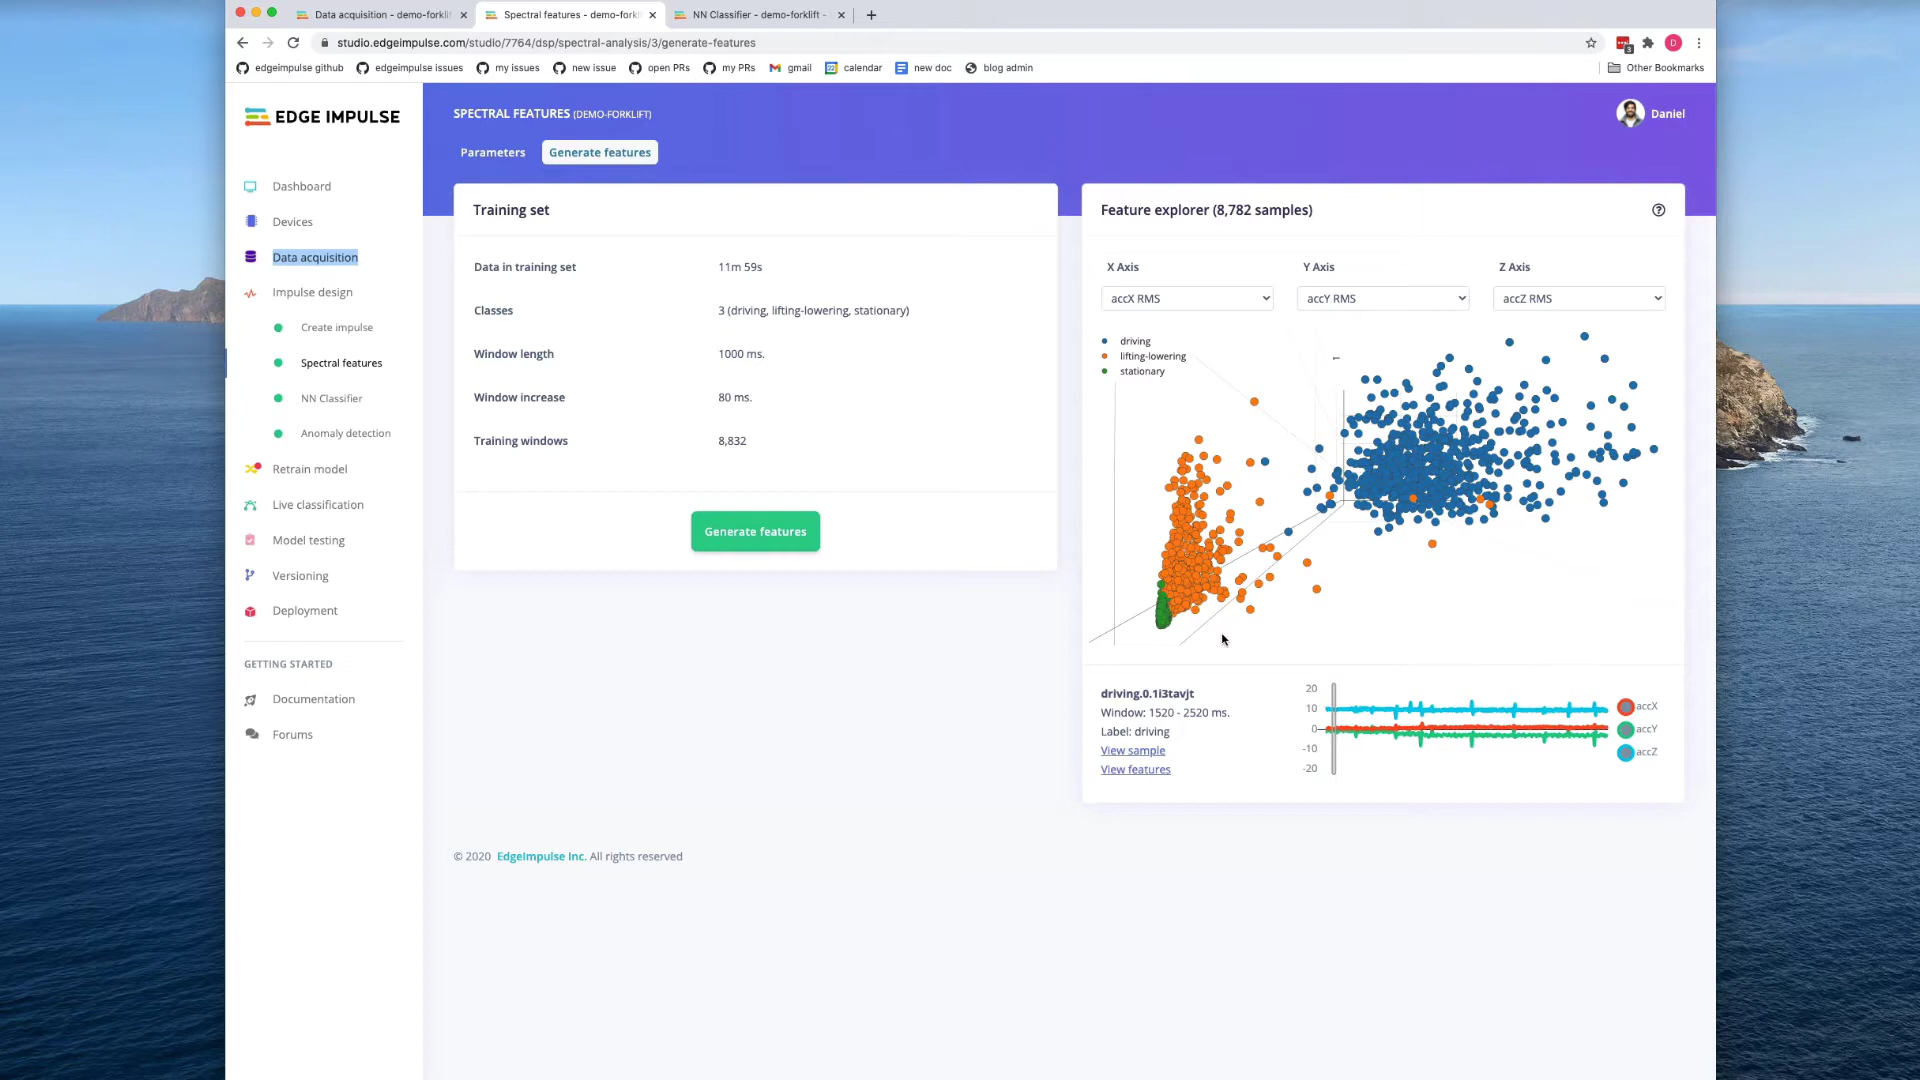 Data acquisition - demo-forklif
Spectral features - demo-forkli
NN Classifier - demo-forklift -
studio.edgeimpulse.com/studio/7764/dsp/spectral-analysis/3/generate-features
3
D
edgeimpulse github
edgeimpulse issues
my issues
new issue
open PRs
my PRs
gmail
calendar
new doc
blog admin
Other Bookmarks
EDGE IMPULSE
SPECTRAL FEATURES (DEMO-FORKLIFT)
Daniel
Parameters
Generate features
Dashboard
Devices
Data acquisition
Impulse design
Create impulse
Spectral features
NN Classifier
Anomaly detection
Retrain model
Live classification
Model testing
Versioning
Deployment
GETTING STARTED
Documentation
Forums
Training set
Data in training set 11m 59s
Classes 3 (driving, lifting-lowering, stationary)
Window length 1000 ms.
Window increase 80 ms.
Training windows 8,832
Generate features
Feature explorer (8,782 samples)
X Axis Y Axis Z Axis
accX RMS accY RMS accZ RMS
driving
lifting-lowering
stationary
driving.0.1i3tavjt
Window: 1520 - 2520 ms.
Label: driving
View sample
View features
20
10
0
-10
-20
accX
accY
accZ
© 2020 EdgeImpulse Inc. All rights reserved